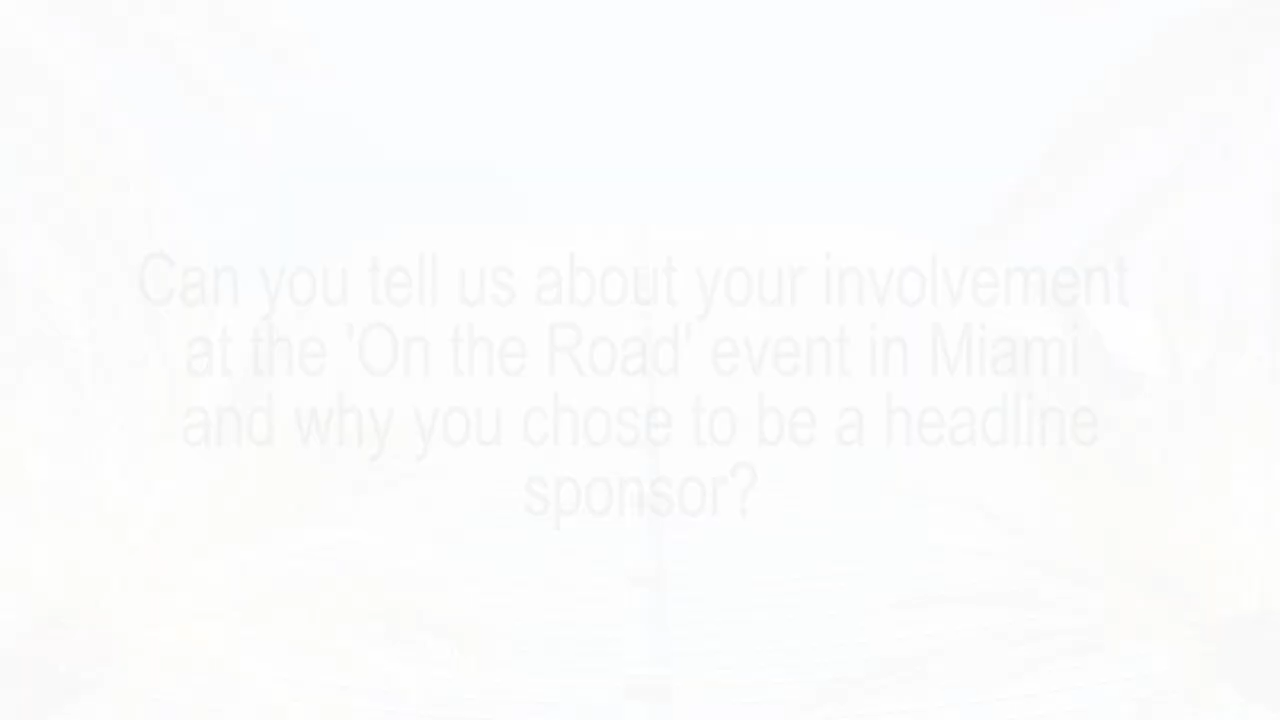 Can you tell us about your involvement
at the 'On the Road' event in Miami
and why you chose to be a headline
sponsor?